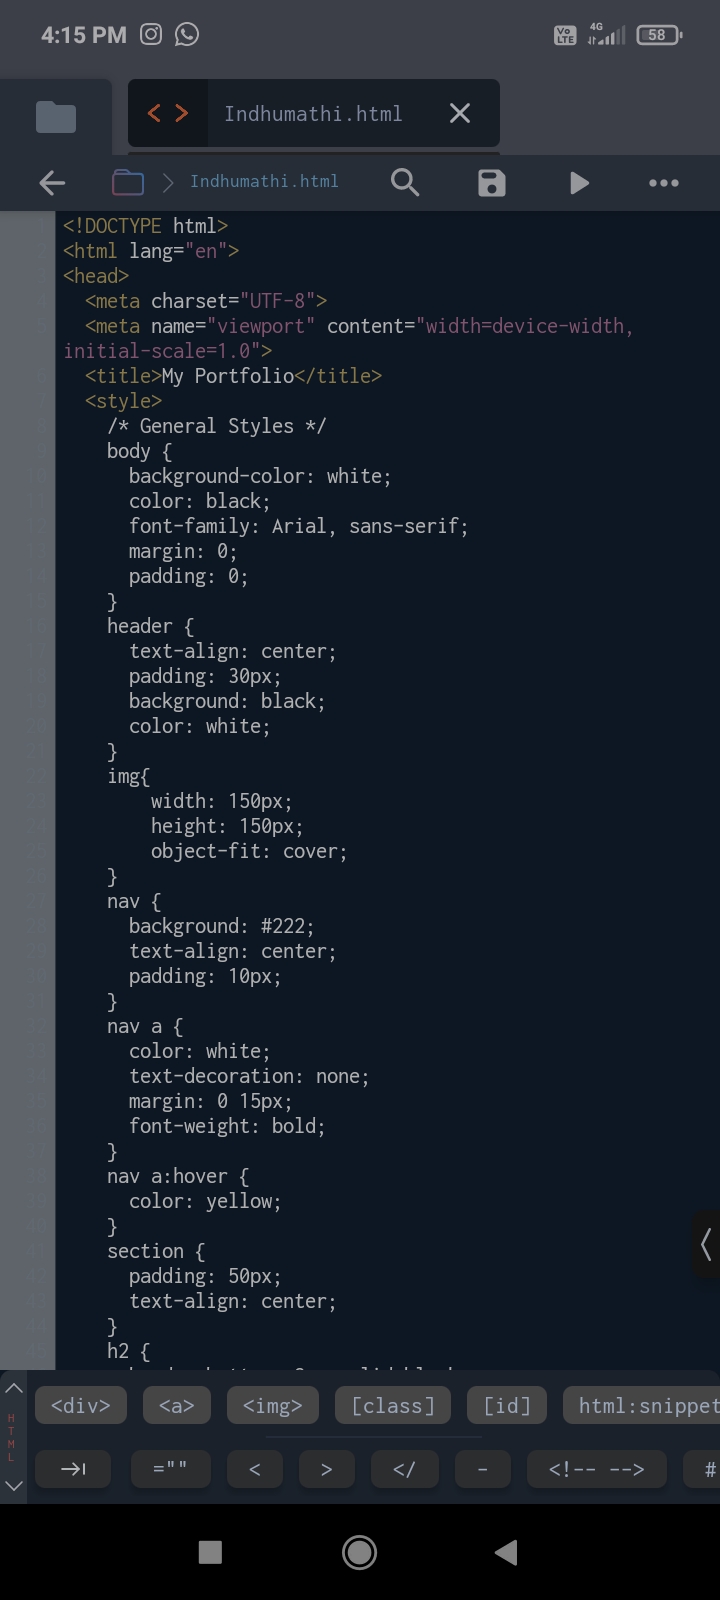 4:15 PM
Vo LTE 4G 58
< > Indhumathi.html
Indhumathi.html
<!DOCTYPE html>
<html lang="en">
<head>
<meta charset="UTF-8">
<meta name="viewport" content="width=device-width,
initial-scale=1.0">
<title>My Portfolio</title>
<style>
/* General Styles */
body {
background-color: white;
color: black;
font-family: Arial, sans-serif;
margin: 0;
padding: 0;
}
header {
text-align: center;
padding: 30px;
background: black;
color: white;
}
img{
width: 150px;
height: 150px;
object-fit: cover;
}
nav {
background: #222;
text-align: center;
padding: 10px;
}
nav a {
color: white;
text-decoration: none;
margin: 0 15px;
font-weight: bold;
}
nav a:hover {
color: yellow;
}
section {
padding: 50px;
text-align: center;
}
h2 {
HTML
<div> <a> <img> [class] [id] html:snippet
="" < > </ - <!-- --> #